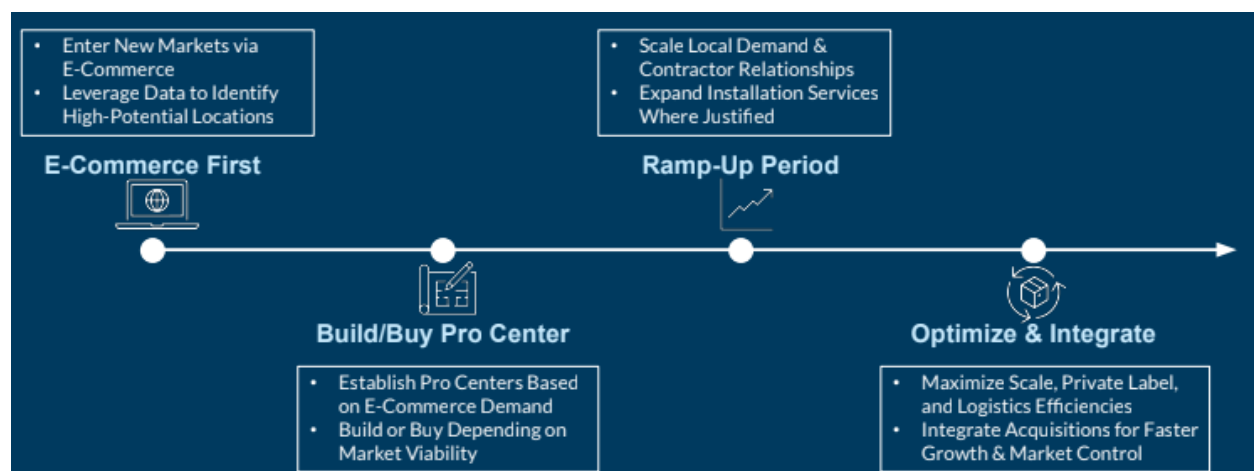 • Enter New Markets via
E-Commerce
• Leverage Data to Identify
High-Potential Locations
E-Commerce First
• Scale Local Demand &
Contractor Relationships
• Expand Installation Services
Where Justified
Ramp-Up Period
Build/Buy Pro Center
• Establish Pro Centers Based
on E-Commerce Demand
• Build or Buy Depending on
Market Viability
Optimize & Integrate
• Maximize Scale, Private Label,
and Logistics Efficiencies
• Integrate Acquisitions for Faster
Growth & Market Control